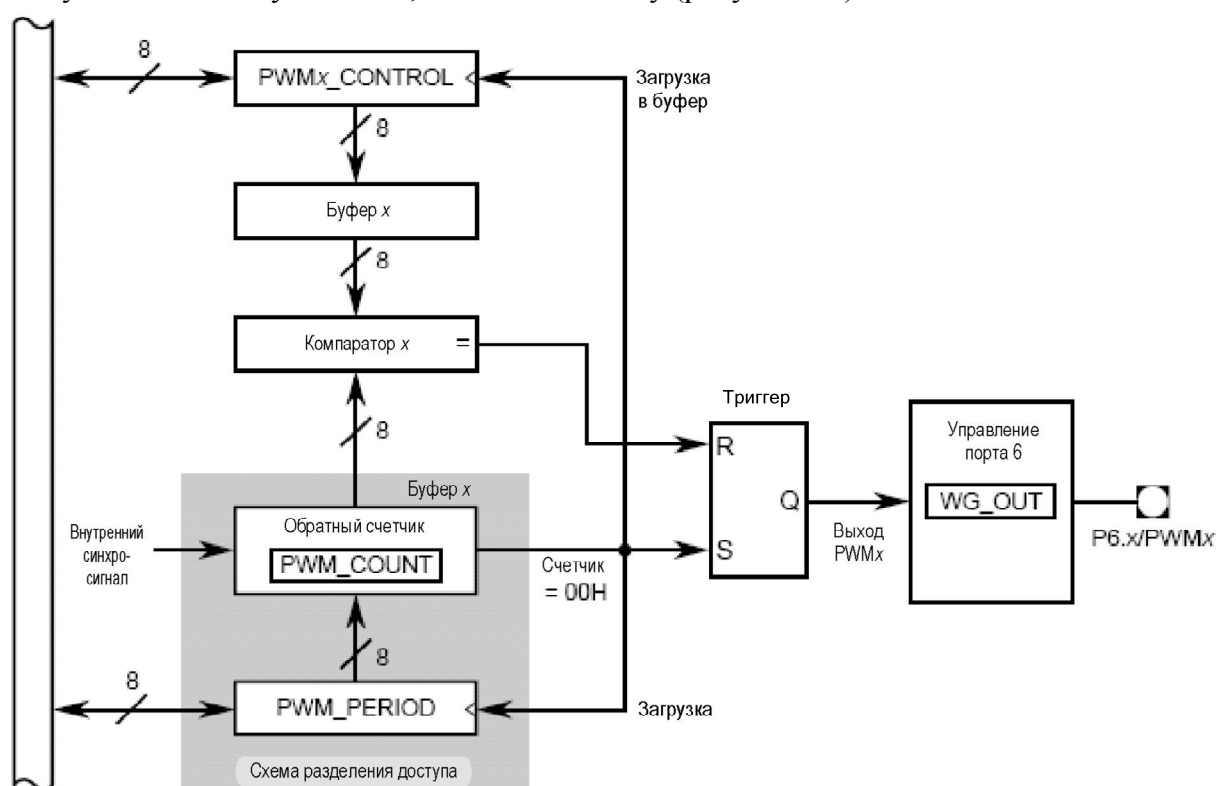 8
PWMx_CONTROL
Загрузка
в буфер
8
Буфер x
8
Компаратор x =
8
Триггер
R
Q
S
Управление
порта 6
WG_OUT
Выход
PWMx
P6.x/PWMx
Буфер x
Внутренний
синхро-
сигнал
Обратный счетчик
PWM_COUNT
Счетчик
= 00H
8
8
PWM_PERIOD
Загрузка
Схема разделения доступа